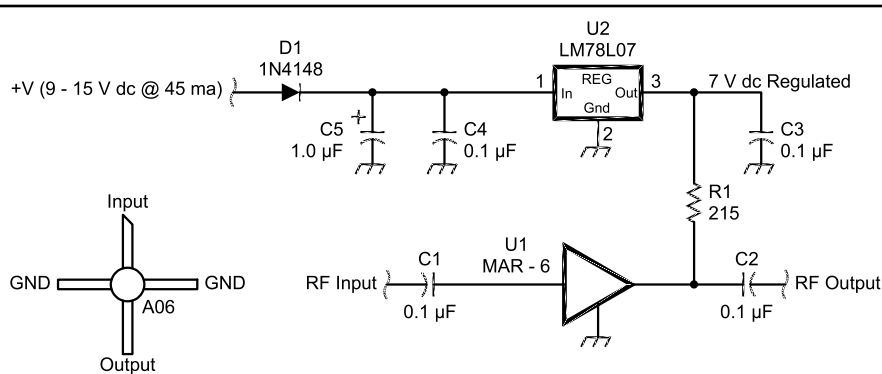 D1
1N4148
U2
LM78L07
+V (9 - 15 V dc @ 45 ma)
1
REG
In
Out
Gnd
3
7 V dc Regulated
2
+
C5
1.0 µF
C4
0.1 µF
C3
0.1 µF
R1
215
Input
GND
GND
A06
Output
RF Input
C1
0.1 µF
U1
MAR - 6
C2
0.1 µF
RF Output